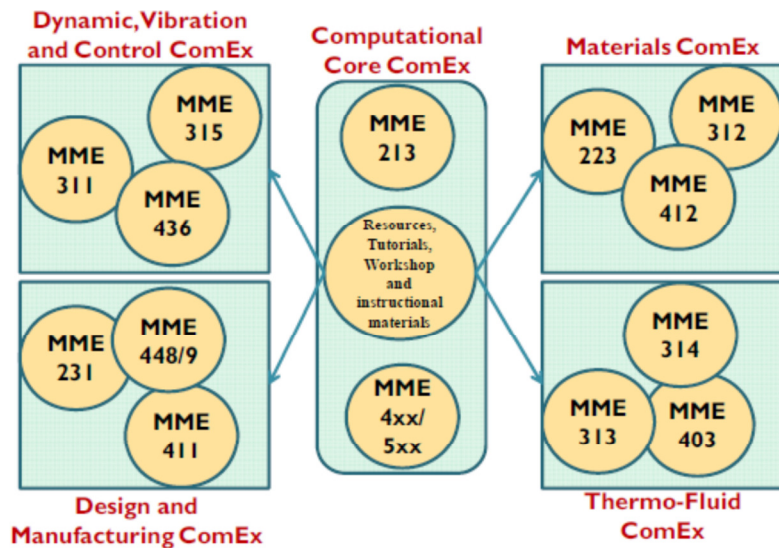 Dynamic, Vibration
and Control ComEx
MME
315
MME
311
MME
436
Computational
Core ComEx
MME
213
Resources,
Tutorials,
Workshop
and
instructional
materials
MME
4xx/
5xx
Materials ComEx
MME
312
MME
223
MME
412
MME
448/9
MME
231
MME
411
Design and
Manufacturing ComEx
MME
314
MME
313
MME
403
Thermo-Fluid
ComEx